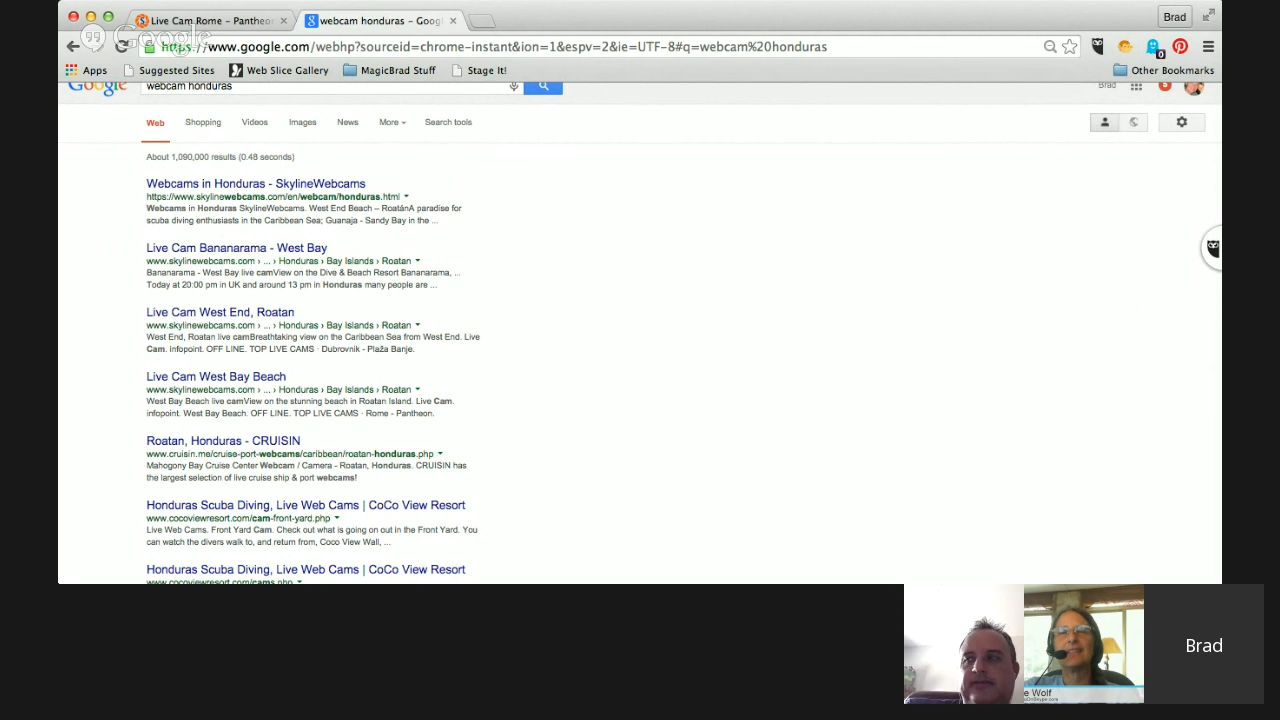 Live Cam Rome - Pantheon
webcam honduras - Goog
Brad
Google
https://www.google.com/webhp?sourceid=chrome-instant&ion=1&espv=2&ie=UTF-8#q=webcam%20honduras
0
Apps
Suggested Sites
Web Slice Gallery
MagicBrad Stuff
Stage It!
Other Bookmarks
Google
webcam honduras
Brad
Web Shopping Videos Images News More Search tools
About 1,090,000 results (0.48 seconds)
Webcams in Honduras - SkylineWebcams
https://www.skylinewebcams.com/en/webcam/honduras.html
Webcams in Honduras SkylineWebcams. West End Beach – RoatánA paradise for
scuba diving enthusiasts in the Caribbean Sea; Guanaja - Sandy Bay in the ...
Live Cam Bananarama - West Bay
www.skylinewebcams.com › ... › Honduras › Bay Islands › Roatan
Bananarama - West Bay live camView on the Dive & Beach Resort Bananarama, ...
Today at 20:00 pm in UK and around 13 pm in Honduras many people are ...
Live Cam West End, Roatan
www.skylinewebcams.com › ... › Honduras › Bay Islands › Roatan
West End, Roatan live camBreathtaking view on the Caribbean Sea from West End. Live
Cam. infopoint. OFF LINE. TOP LIVE CAMS · Dubrovnik - Plaža Banje.
Live Cam West Bay Beach
www.skylinewebcams.com › ... › Honduras › Bay Islands › Roatan
West Bay Beach live camView on the stunning beach in Roatan Island. Live Cam.
infopoint. West Bay Beach. OFF LINE. TOP LIVE CAMS · Rome - Pantheon.
Roatan, Honduras - CRUISIN
www.cruisin.me/cruise-port-webcams/caribbean/roatan-honduras.php
Mahogony Bay Cruise Center Webcam / Camera - Roatan, Honduras. CRUISIN has
the largest selection of live cruise ship & port webcams!
Honduras Scuba Diving, Live Web Cams | CoCo View Resort
www.cocoviewresort.com/cam-front-yard.php
Live Web Cams. Front Yard Cam. Check out what is going on out in the Front Yard. You
can watch the divers walk to, and return from, Coco View Wall, ...
Honduras Scuba Diving, Live Web Cams | CoCo View Resort
www.cocoviewresort.com/cams.php
e Wolf
Brad